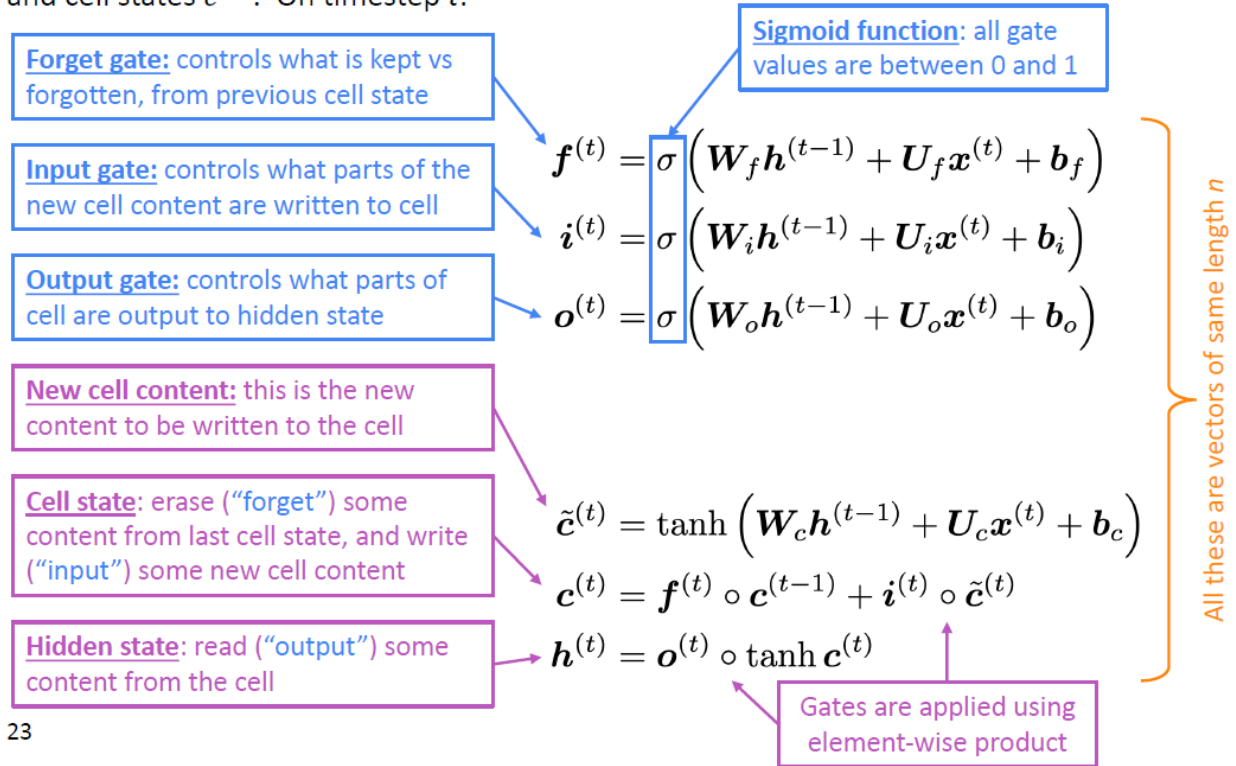 and cell states
On timestep t:
Forget gate: controls what is kept vs
forgotten, from previous cell state
Sigmoid function: all gate
values are between 0 and 1
Input gate: controls what parts of the
new cell content are written to cell
Output gate: controls what parts of
cell are output to hidden state
f^(t) = σ(W_f h^(t−1) + U_f x^(t) + b_f)
i^(t) = σ(W_i h^(t−1) + U_i x^(t) + b_i)
o^(t) = σ(W_o h^(t−1) + U_o x^(t) + b_o)
New cell content: this is the new
content to be written to the cell
Cell state: erase (“forget”) some
content from last cell state, and write
(“input”) some new cell content
Hidden state: read (“output”) some
content from the cell
c̃^(t) = tanh(W_c h^(t−1) + U_c x^(t) + b_c)
c^(t) = f^(t) ∘ c^(t−1) + i^(t) ∘ c̃^(t)
h^(t) = o^(t) ∘ tanh c^(t)
Gates are applied using
element-wise product
All these are vectors of same length n
23